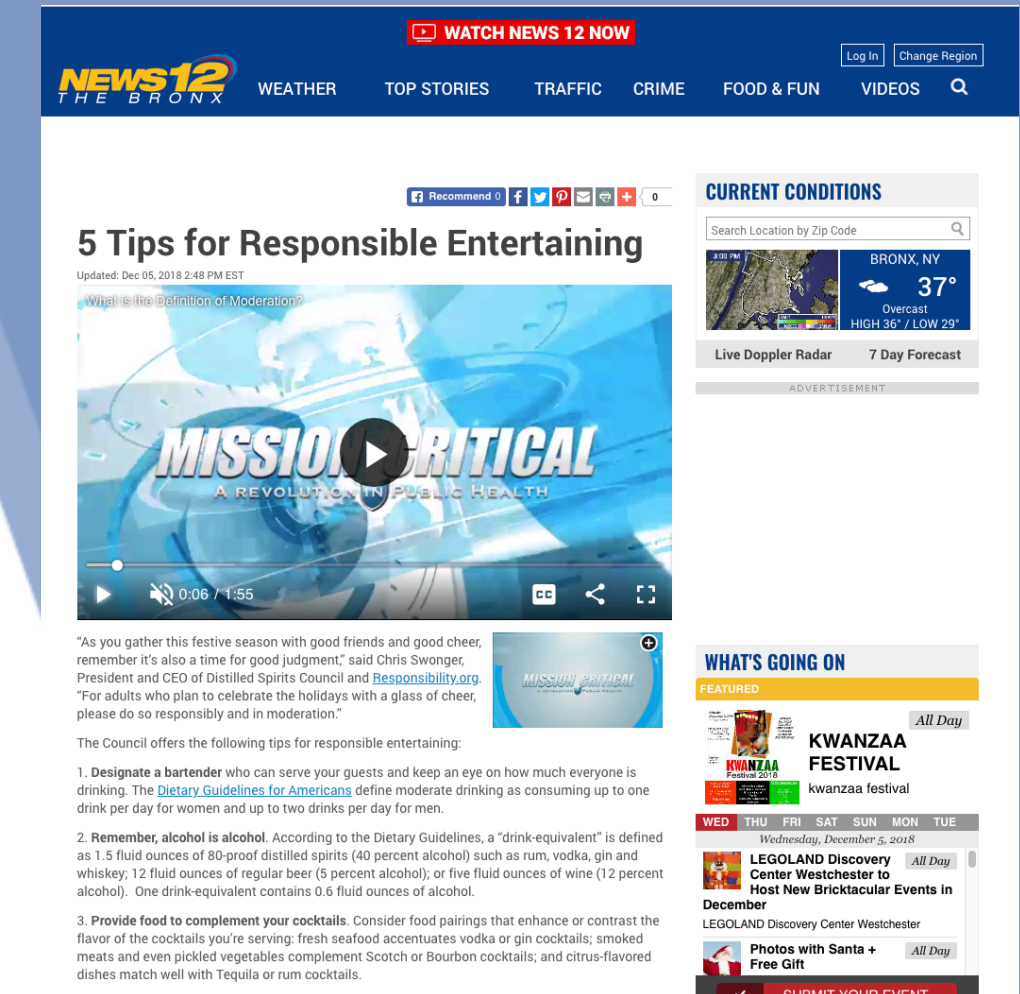 WATCH NEWS 12 NOW
Log In
Change Region
NEWS 12
THE BRONX
WEATHER
TOP STORIES
TRAFFIC
CRIME
FOOD & FUN
VIDEOS
Recommend 0
0
5 Tips for Responsible Entertaining
Updated: Dec 05, 2018 2:48 PM EST
What is the Definition of Moderation?
MISSION CRITICAL
A REVOLUTION IN PUBLIC HEALTH
0:06 / 1:55
CC
“As you gather this festive season with good friends and good cheer,
remember it’s also a time for good judgment,” said Chris Swonger,
President and CEO of Distilled Spirits Council and Responsibility.org.
“For adults who plan to celebrate the holidays with a glass of cheer,
please do so responsibly and in moderation.”
MISSION CRITICAL
The Council offers the following tips for responsible entertaining:
1. Designate a bartender who can serve your guests and keep an eye on how much everyone is
drinking. The Dietary Guidelines for Americans define moderate drinking as consuming up to one
drink per day for women and up to two drinks per day for men.
2. Remember, alcohol is alcohol. According to the Dietary Guidelines, a “drink-equivalent” is defined
as 1.5 fluid ounces of 80-proof distilled spirits (40 percent alcohol) such as rum, vodka, gin and
whiskey; 12 fluid ounces of regular beer (5 percent alcohol); or five fluid ounces of wine (12 percent
alcohol). One drink-equivalent contains 0.6 fluid ounces of alcohol.
3. Provide food to complement your cocktails. Consider food pairings that enhance or contrast the
flavor of the cocktails you’re serving: fresh seafood accentuates vodka or gin cocktails; smoked
meats and even pickled vegetables complement Scotch or Bourbon cocktails; and citrus-flavored
dishes match well with Tequila or rum cocktails.
CURRENT CONDITIONS
Search Location by Zip Code
3:00 PM
BRONX, NY
37°
Overcast
HIGH 36° / LOW 29°
Live Doppler Radar
7 Day Forecast
ADVERTISEMENT
WHAT'S GOING ON
FEATURED
All Day
KWANZAA
Festival 2018
KWANZAA
FESTIVAL
kwanzaa festival
WED THU FRI SAT SUN MON TUE
Wednesday, December 5, 2018
All Day
LEGOLAND Discovery
Center Westchester to
Host New Bricktacular Events in
December
LEGOLAND Discovery Center Westchester
Photos with Santa +
Free Gift
All Day
SUBMIT YOUR EVENT